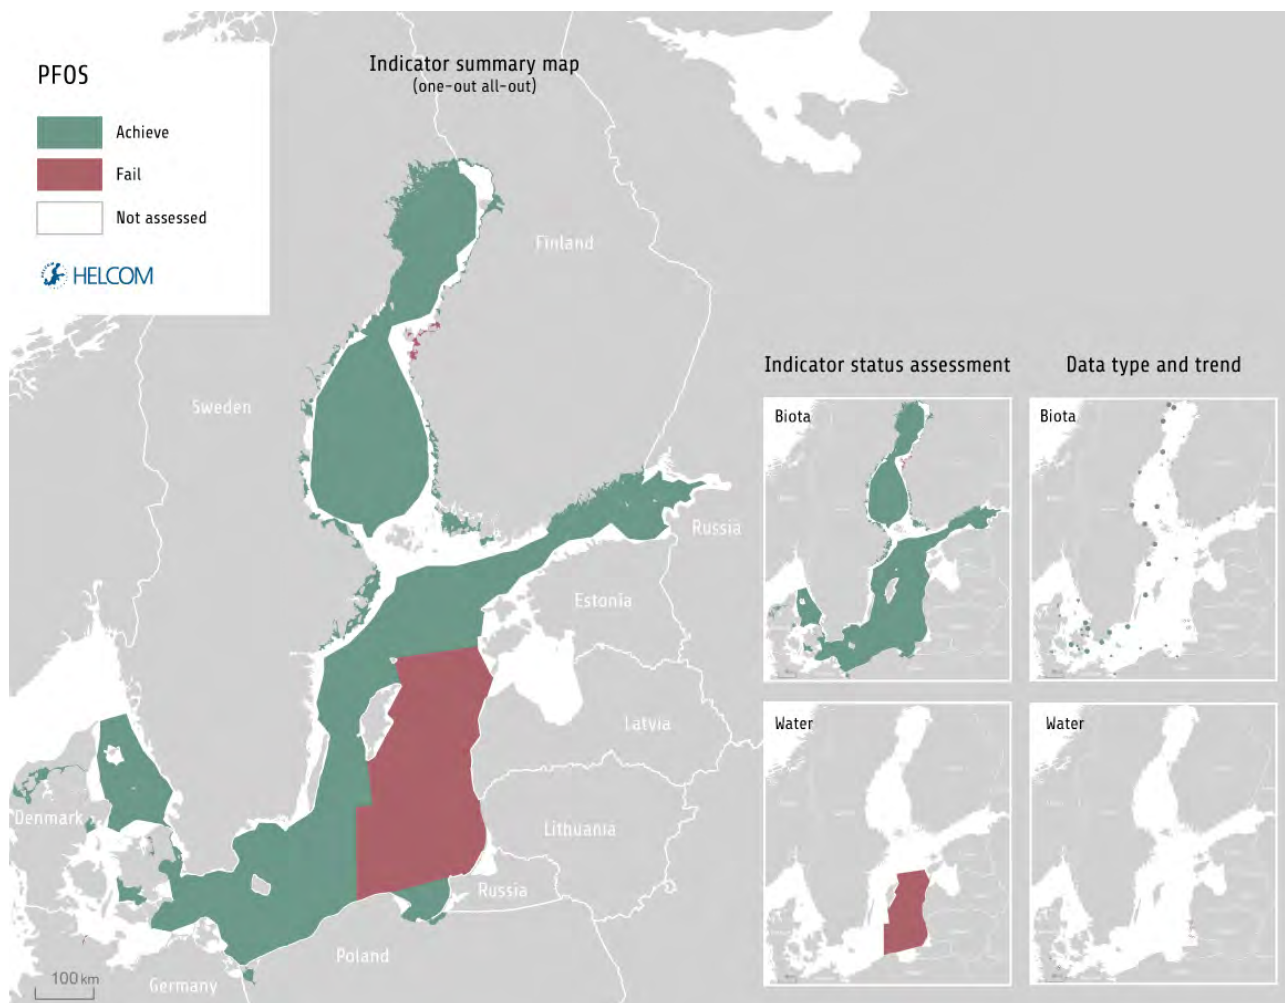 PFOS
Achieve
Fail
Not assessed
HELCOM
Indicator summary map
(one-out all-out)
Finland
Sweden
Russia
Estonia
Latvia
Denmark
Lithuania
Russia
Poland
Germany
100 km
Indicator status assessment
Data type and trend
Biota
Biota
Water
Water